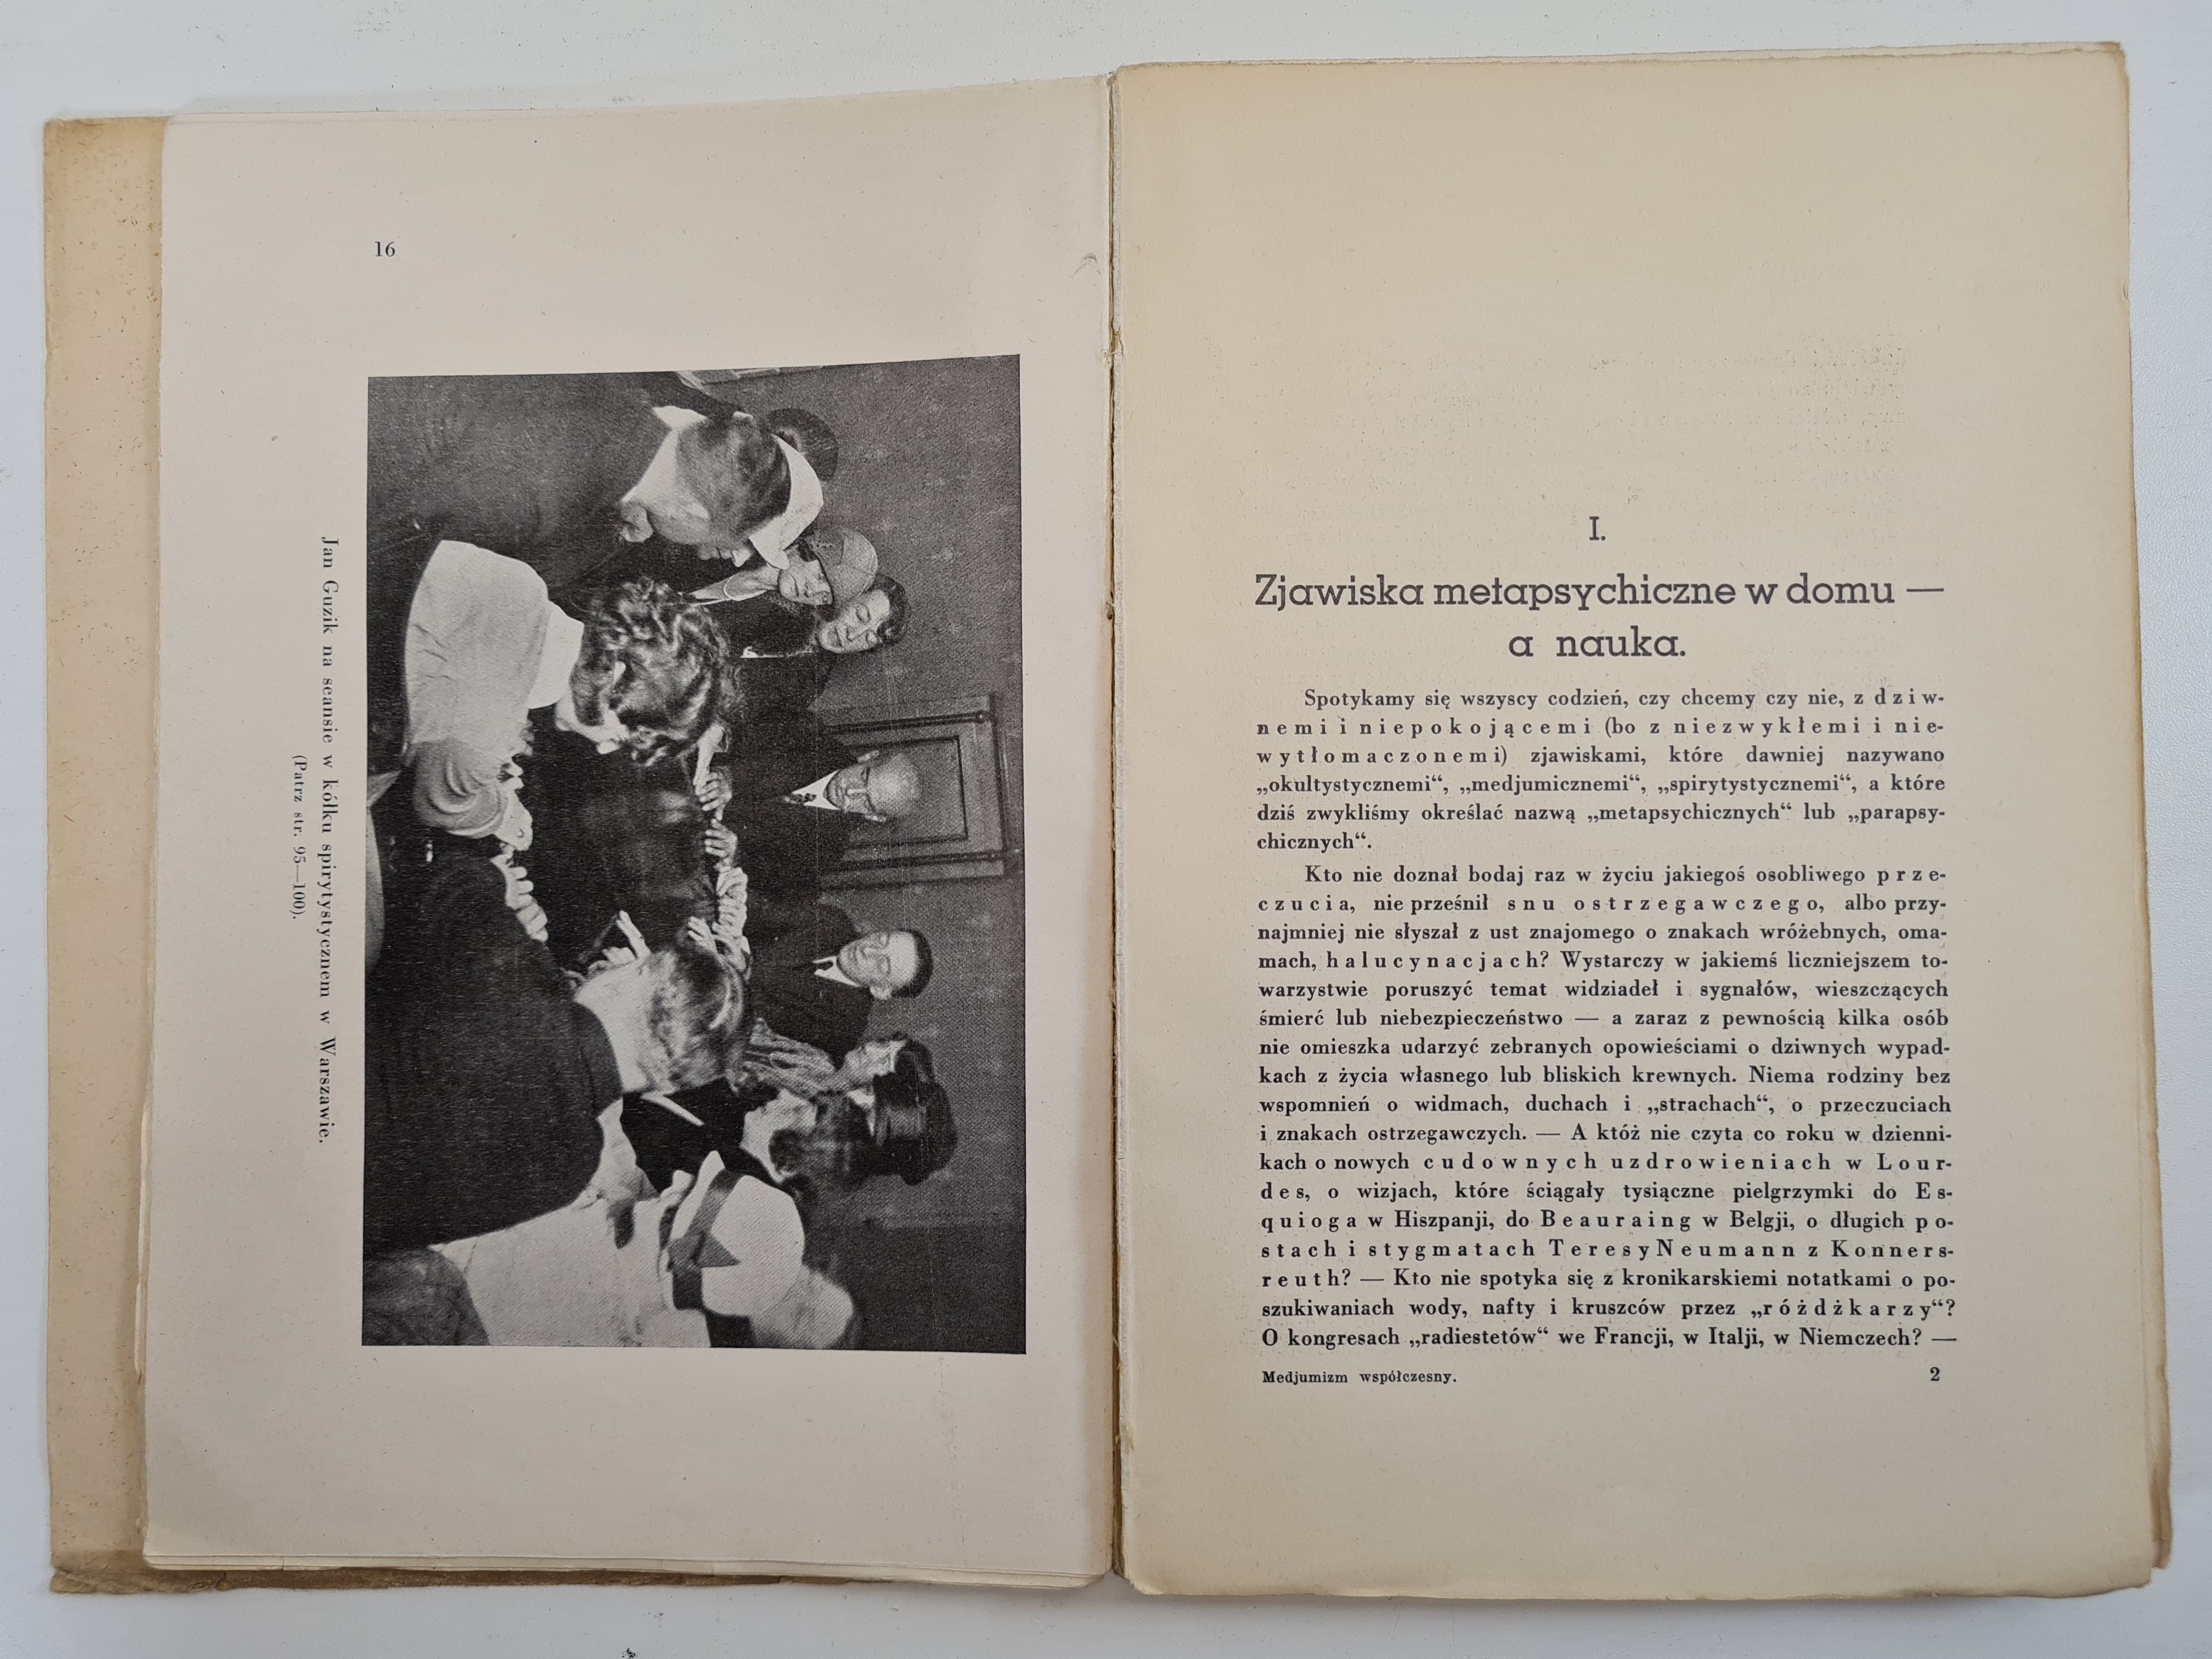 16
Jan Guzik na seansie w kółku spirytystycznem w Warszawie.
(Patrz str. 95—100).
I.
Zjawiska metapsychiczne w domu —
a nauka.
Spotykamy się wszyscy codzień, czy chcemy czy nie, z dziw-
nemi i niepokojącemi (bo z niezwykłemi i nie-
wytłomaczonemi) zjawiskami, które dawniej nazywano
„okultystycznemi“, „medjumicznemi“, „spirytystycznemi“, a które
dziś zwykliśmy określać nazwą „metapsychicznych“ lub „parapsy-
chicznych“.
Kto nie doznał bodaj raz w życiu jakiegoś osobliwego prze-
czucia, nie prześnił snu ostrzegawczego, albo przy-
najmniej nie słyszał z ust znajomego o znakach wróżebnych, oma-
mach, halucynacjach? Wystarczy w jakiemś liczniejszem to-
warzystwie poruszyć temat widziadeł i sygnałów, wieszczących
śmierć lub niebezpieczeństwo — a zaraz z pewnością kilka osób
nie omieszka udarzyć zebranych opowieściami o dziwnych wypad-
kach z życia własnego lub bliskich krewnych. Niema rodziny bez
wspomnień o widmach, duchach i „strachach“, o przeczuciach
i znakach ostrzegawczych. — A któż nie czyta co roku w dzienni-
kach o nowych cudownych uzdrowieniach w Lour-
des, o wizjach, które ściągały tysiączne pielgrzymki do Es-
quioga w Hiszpanji, do Beauraing w Belgji, o długich po-
stach i stygmatach Teresy Neumann z Konners-
reuth? — Kto nie spotyka się z kronikarskiemi notatkami o po-
szukiwaniach wody, nafty i kruszców przez „różdżkarzy“?
O kongresach „radiestetów“ we Francji, w Italji, w Niemczech? —
Medjumizm współczesny. 2